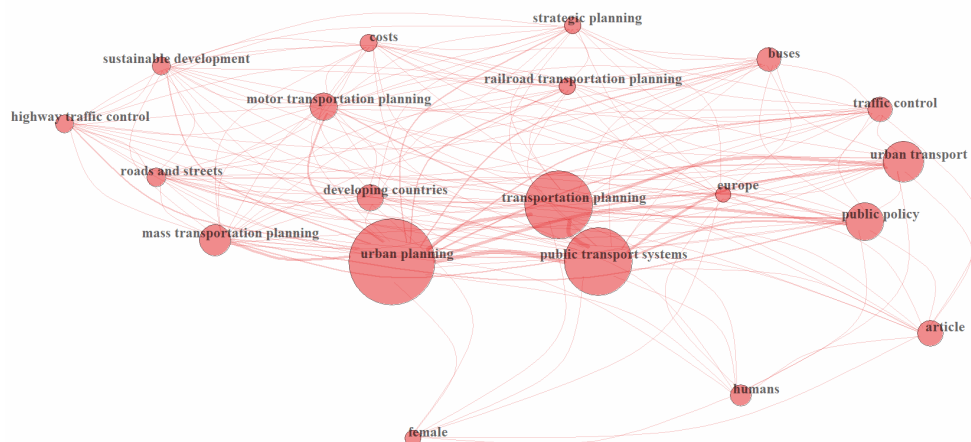 strategic planning
costs
buses
sustainable development
railroad transportation planning
motor transportation planning
traffic control
highway traffic control
urban transport
roads and streets
developing countries
europe
transportation planning
public policy
mass transportation planning
urban planning
public transport systems
article
humans
female